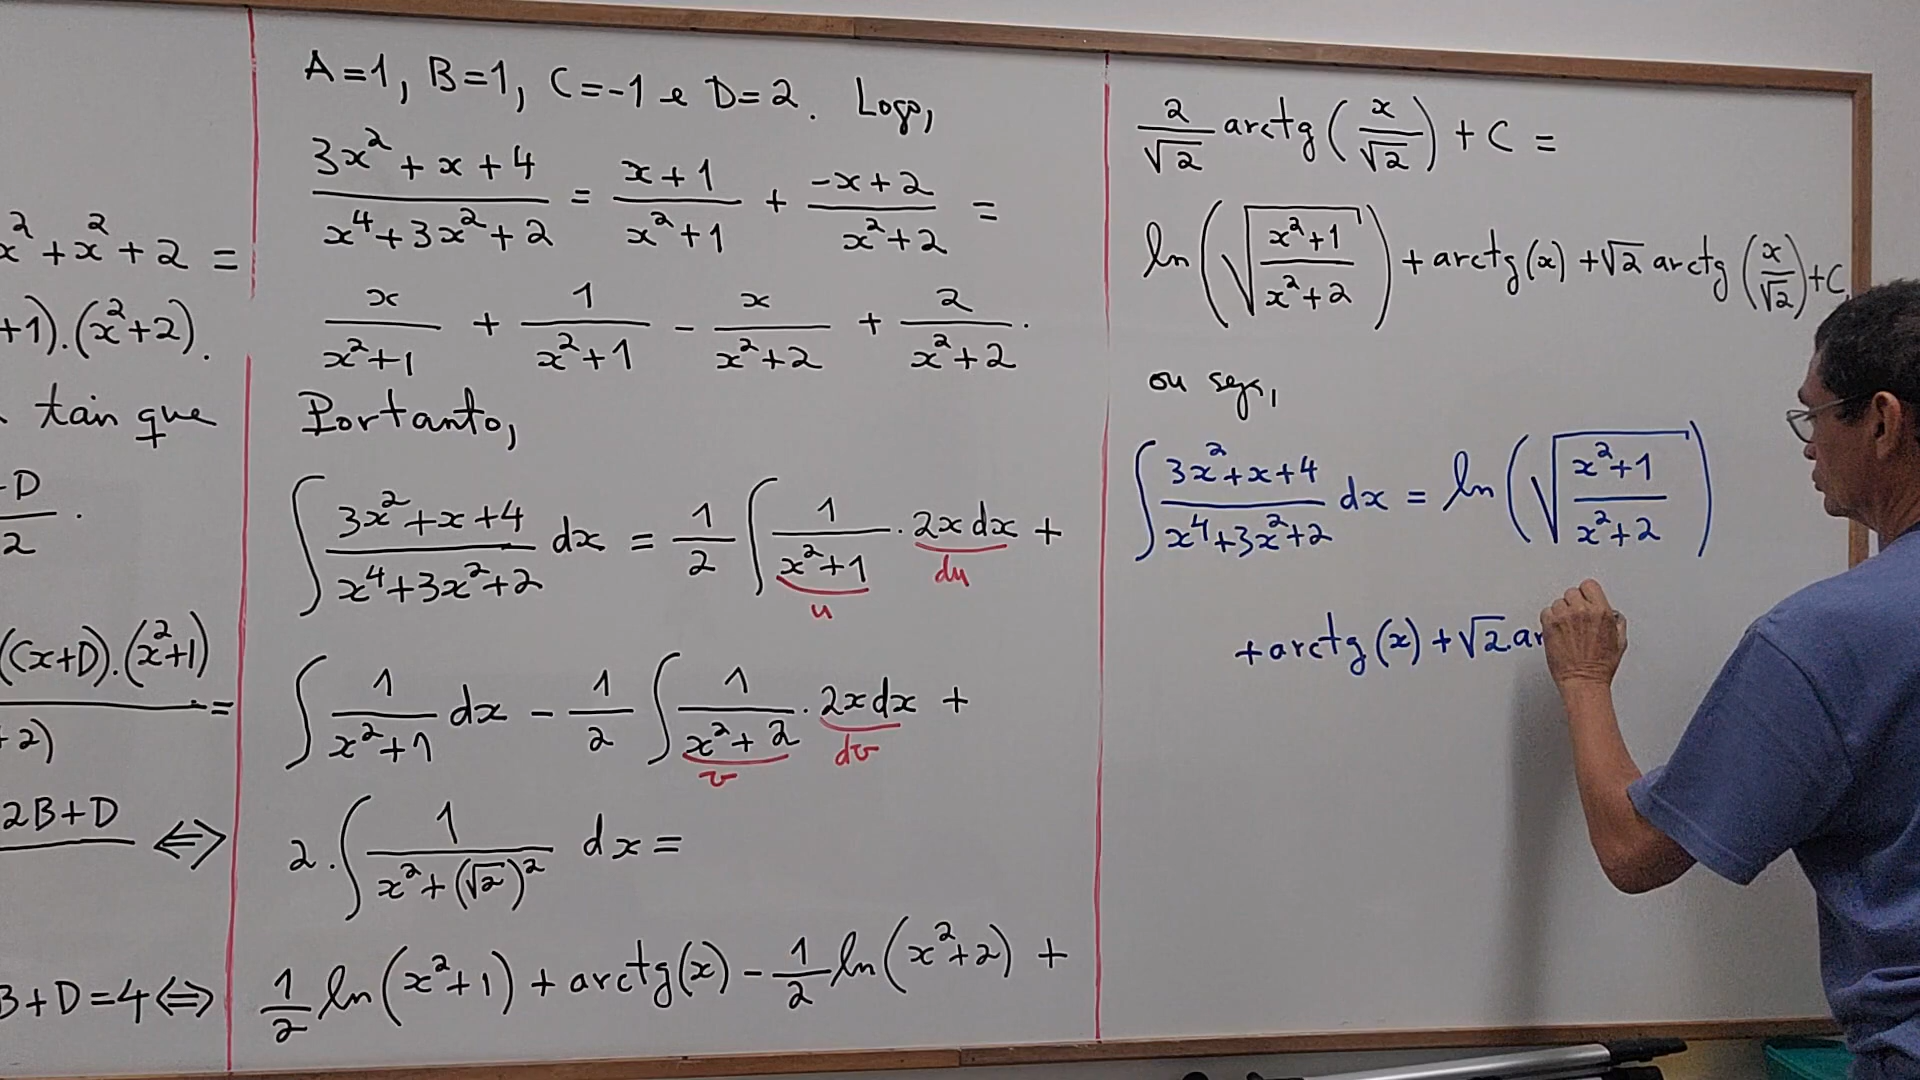 x²+x²+2 =
+1).(x²+2).
tain que
-D
2
.
(Cx+D).(x²+1)
=
+2)
2B+D
⇔
B+D=4⇔
A=1, B=1, C=-1 e D=2. Logo,
3x²+x+4 / x⁴+3x²+2 = x+1 / x²+1 + -x+2 / x²+2 =
x / x²+1 + 1 / x²+1 - x / x²+2 + 2 / x²+2 .
Portanto,
∫ 3x²+x+4 / x⁴+3x²+2 dx = 1/2 ∫ 1 / x²+1 . 2x dx +
u du
∫ 1 / x²+1 dx - 1/2 ∫ 1 / x²+2 . 2x dx +
v dv
2. ∫ 1 / x²+(√2)² dx =
1/2 ln(x²+1) + arctg(x) - 1/2 ln(x²+2) +
2/√2 arctg(x/√2) + C =
ln(√(x²+1 / x²+2)) + arctg(x) + √2 arctg(x/√2) + C,
ou seja,
∫ 3x²+x+4 / x⁴+3x²+2 dx = ln(√(x²+1 / x²+2))
+ arctg(x) + √2.ar